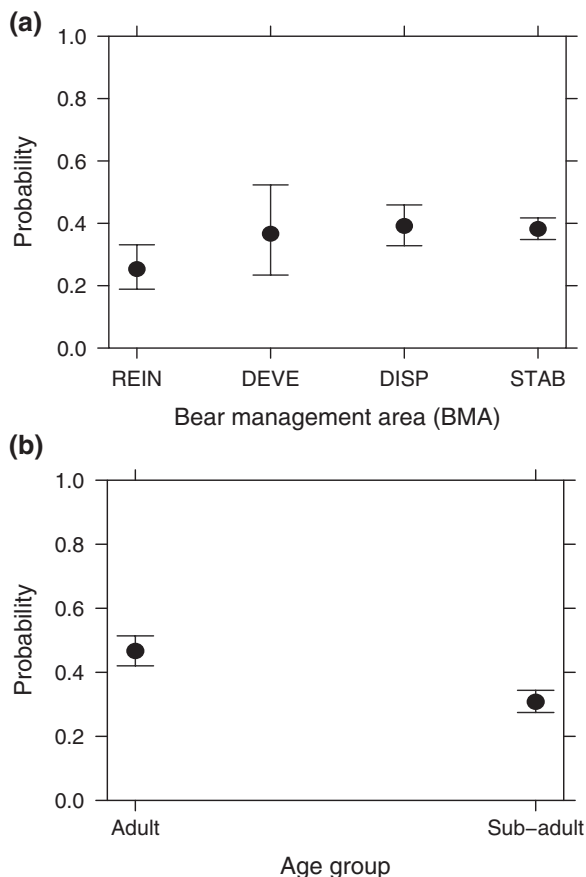 (a)
1.0
0.8
0.6
0.4
0.2
0.0
Probability
REIN DEVE DISP STAB
Bear management area (BMA)
(b)
1.0
0.8
0.6
0.4
0.2
0.0
Probability
Adult Sub−adult
Age group